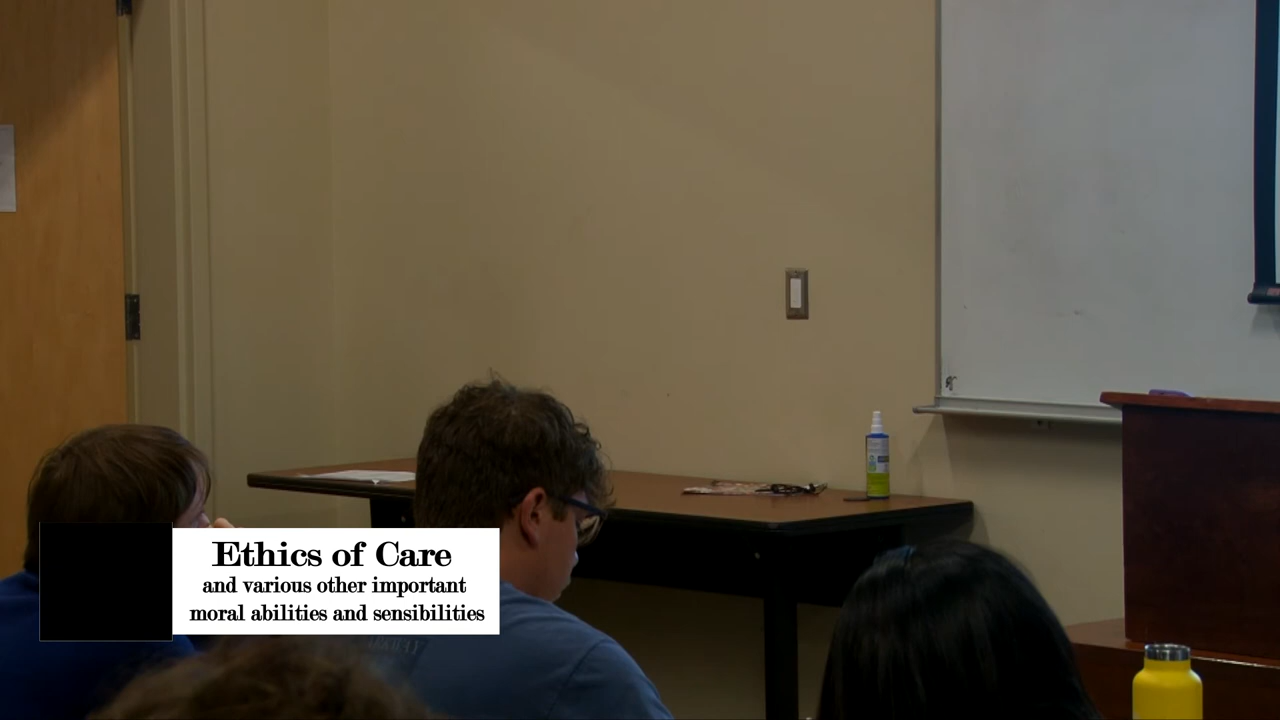 Ethics of Care
and various other important
moral abilities and sensibilities